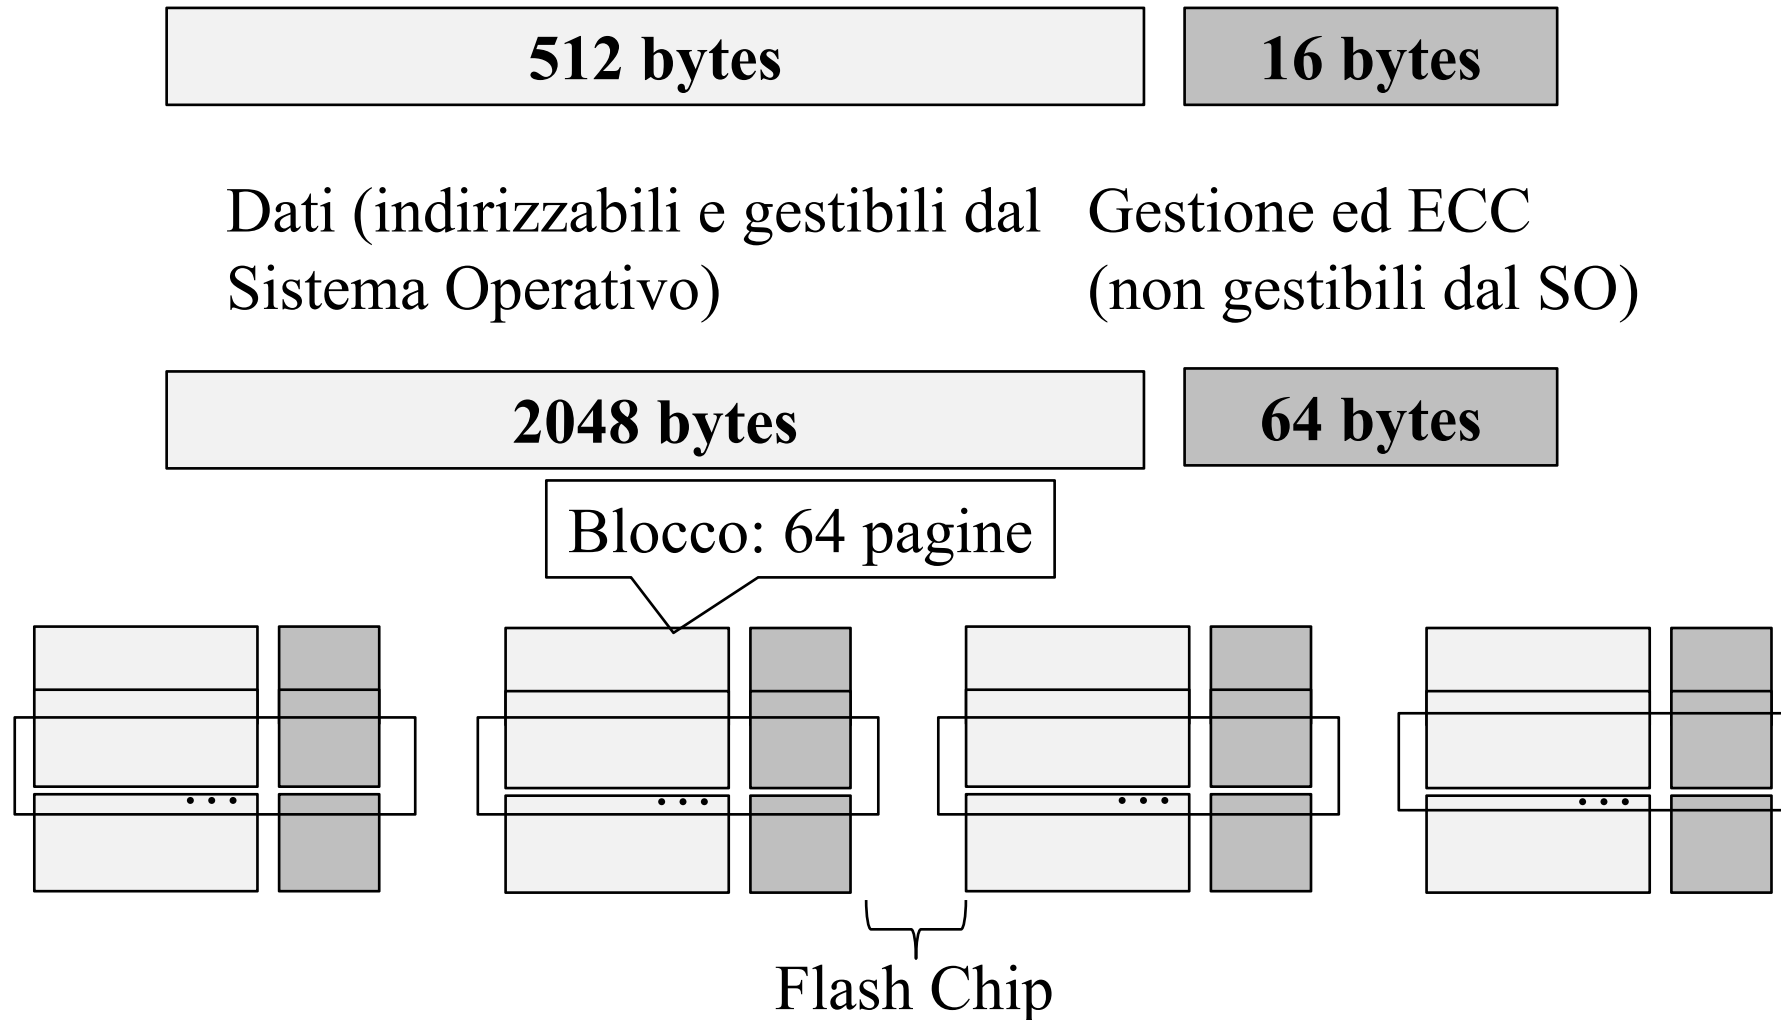 512 bytes
16 bytes
Dati (indirizzabili e gestibili dal
Sistema Operativo)
Gestione ed ECC
(non gestibili dal SO)
2048 bytes
64 bytes
Blocco: 64 pagine
...
...
...
...
Flash Chip